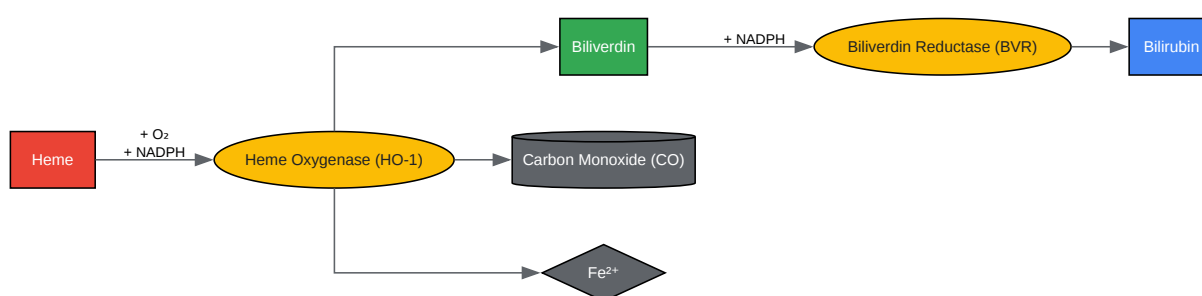 Biliverdin
+ NADPH
Biliverdin Reductase (BVR)
Bilirubin
+ O₂
+ NADPH
Heme
Heme Oxygenase (HO-1)
Carbon Monoxide (CO)
Fe²⁺